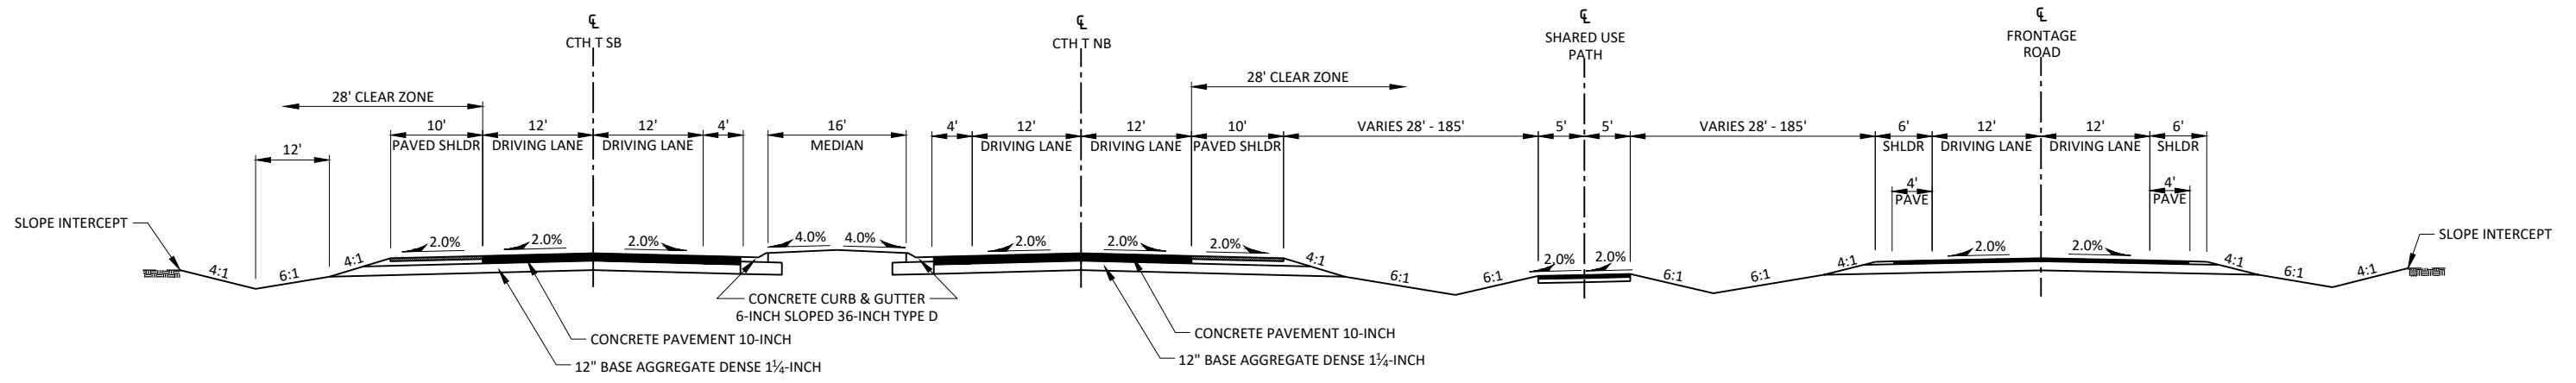 ℄
CTH T SB
℄
CTH T NB
℄
SHARED USE
PATH
℄
FRONTAGE
ROAD
28' CLEAR ZONE
28' CLEAR ZONE
10'
PAVED SHLDR
12'
DRIVING LANE
12'
DRIVING LANE
4'
16'
MEDIAN
4'
12'
DRIVING LANE
12'
DRIVING LANE
10'
PAVED SHLDR
VARIES 28' - 185'
5'
5'
VARIES 28' - 185'
6'
SHLDR
12'
DRIVING LANE
12'
DRIVING LANE
6'
SHLDR
12'
4'
PAVE
4'
PAVE
SLOPE INTERCEPT
4:1
6:1
4:1
2.0%
2.0%
2.0%
4.0%
4.0%
2.0%
2.0%
2.0%
4:1
6:1
6:1
2.0%
2.0%
6:1
6:1
4:1
2.0%
2.0%
4:1
6:1
4:1
SLOPE INTERCEPT
CONCRETE CURB & GUTTER
6-INCH SLOPED 36-INCH TYPE D
CONCRETE PAVEMENT 10-INCH
12" BASE AGGREGATE DENSE 1¼-INCH
CONCRETE PAVEMENT 10-INCH
12" BASE AGGREGATE DENSE 1¼-INCH